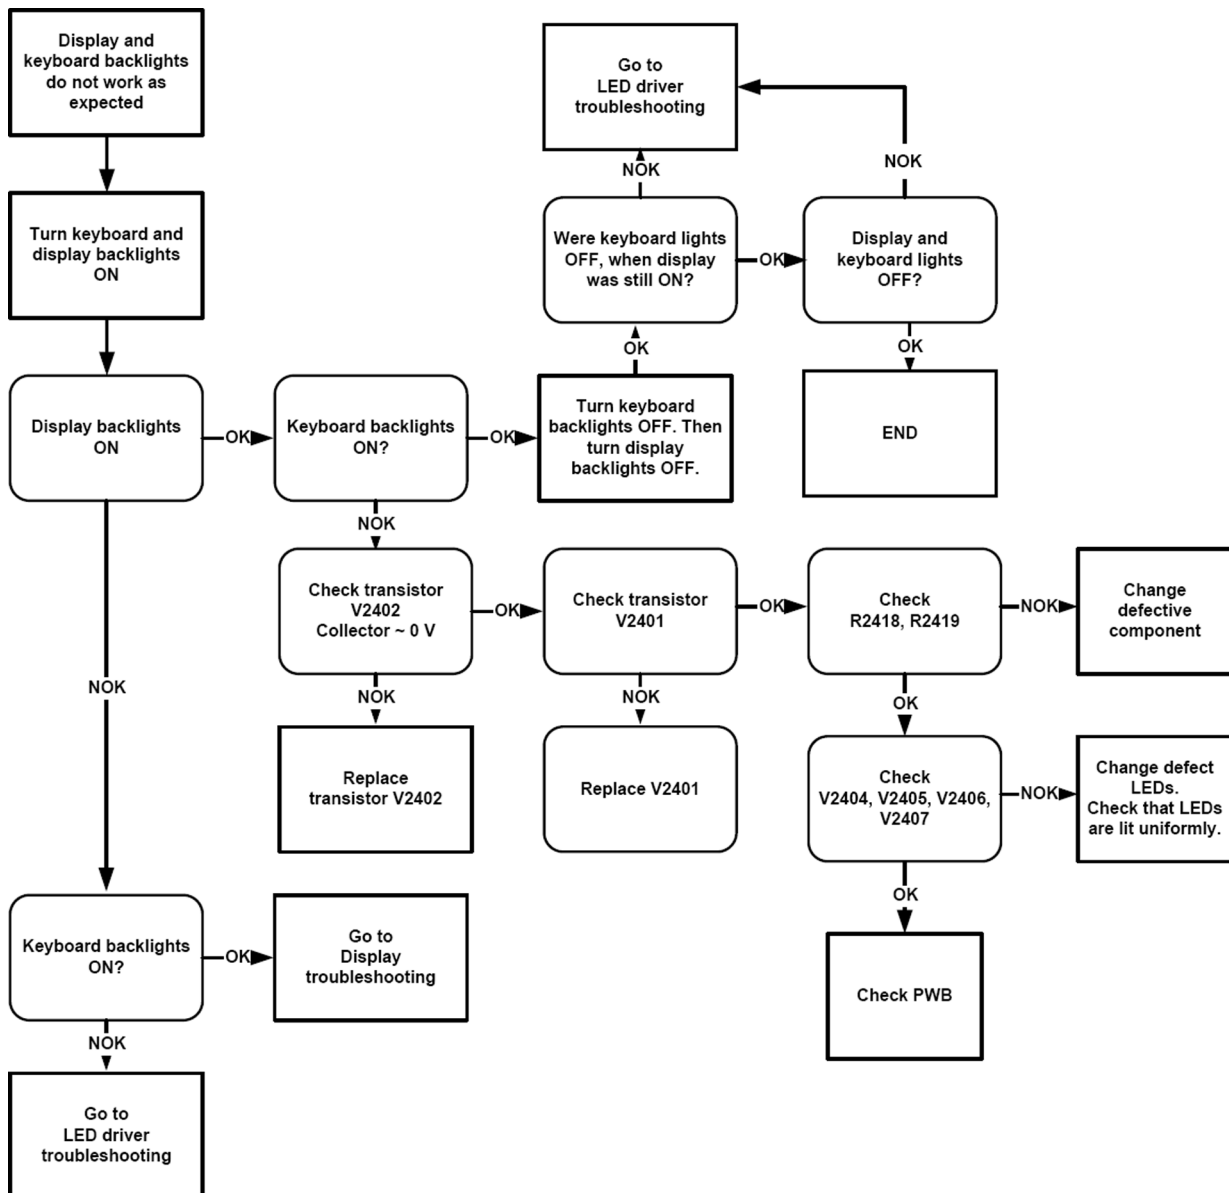 Display and
keyboard backlights
do not work as
expected
Go to
LED driver
troubleshooting
NOK
NOK
Turn keyboard and
display backlights
ON
Were keyboard lights
OFF, when display
was still ON?
OK
Display and
keyboard lights
OFF?
OK
OK
Display backlights
ON
OK
Keyboard backlights
ON?
OK
Turn keyboard
backlights OFF. Then
turn display
backlights OFF.
END
NOK
NOK
Check transistor
V2402
Collector ~ 0 V
OK
Check transistor
V2401
OK
Check
R2418, R2419
NOK
Change
defective
component
NOK
NOK
OK
Replace
transistor V2402
Replace V2401
Check
V2404, V2405, V2406,
V2407
NOK
Change defect
LEDs.
Check that LEDs
are lit uniformly.
OK
Keyboard backlights
ON?
OK
Go to
Display
troubleshooting
Check PWB
NOK
Go to
LED driver
troubleshooting